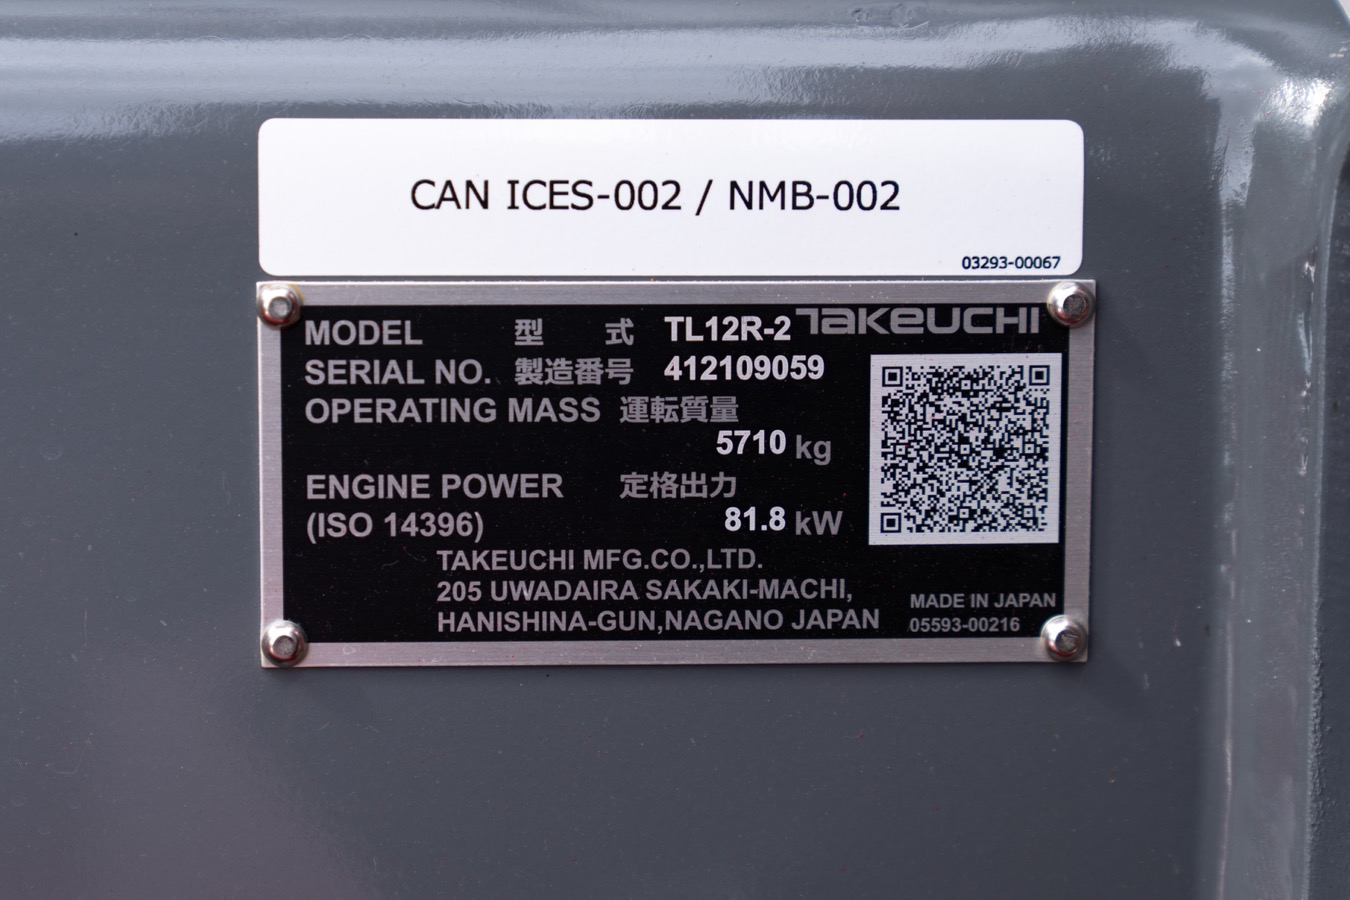 CAN ICES-002 / NMB-002
03293-00067
MODEL 型 式 TL12R-2 TAKEUCHI
SERIAL NO. 製造番号 412109059
OPERATING MASS 運転質量
5710 kg
ENGINE POWER 定格出力
(ISO 14396) 81.8 kW
TAKEUCHI MFG.CO.,LTD.
205 UWADAIRA SAKAKI-MACHI,
HANISHINA-GUN,NAGANO JAPAN
MADE IN JAPAN
05593-00216